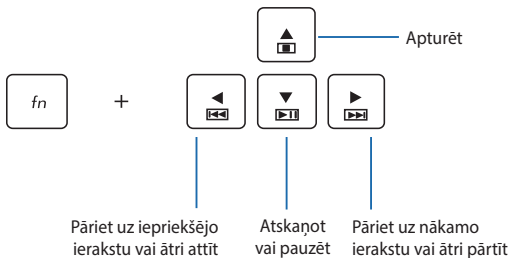 Apturēt
fn +
Pāriet uz iepriekšējo
ierakstu vai ātri attīt
Atskaņot
vai pauzēt
Pāriet uz nākamo
ierakstu vai ātri pārtīt